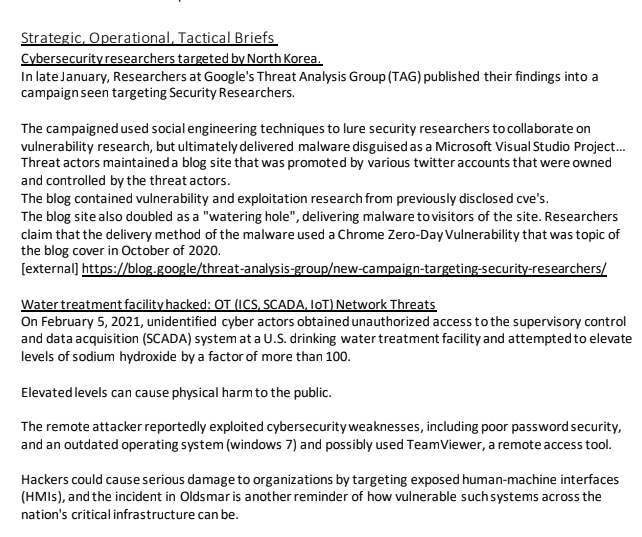 Strategic, Operational, Tactical Briefs
Cybersecurity researchers targeted by North Korea.
In late January, Researchers at Google's Threat Analysis Group (TAG) published their findings into a
campaign seen targeting Security Researchers.
The campaigned used social engineering techniques to lure security researchers to collaborate on
vulnerability research, but ultimately delivered malware disguised as a Microsoft Visual Studio Project...
Threat actors maintained a blog site that was promoted by various twitter accounts that were owned
and controlled by the threat actors.
The blog contained vulnerability and exploitation research from previously disclosed cve's.
The blog site also doubled as a "watering hole", delivering malware to visitors of the site. Researchers
claim that the delivery method of the malware used a Chrome Zero-Day Vulnerability that was topic of
the blog cover in October of 2020.
[external] https://blog.google/threat-analysis-group/new-campaign-targeting-security-researchers/
Water treatment facility hacked: OT (ICS, SCADA, IoT) Network Threats
On February 5, 2021, unidentified cyber actors obtained unauthorized access to the supervisory control
and data acquisition (SCADA) system at a U.S. drinking water treatment facility and attempted to elevate
levels of sodium hydroxide by a factor of more than 100.
Elevated levels can cause physical harm to the public.
The remote attacker reportedly exploited cybersecurity weaknesses, including poor password security,
and an outdated operating system (windows 7) and possibly used TeamViewer, a remote access tool.
Hackers could cause serious damage to organizations by targeting exposed human-machine interfaces
(HMIs), and the incident in Oldsmar is another reminder of how vulnerable such systems across the
nation's critical infrastructure can be.